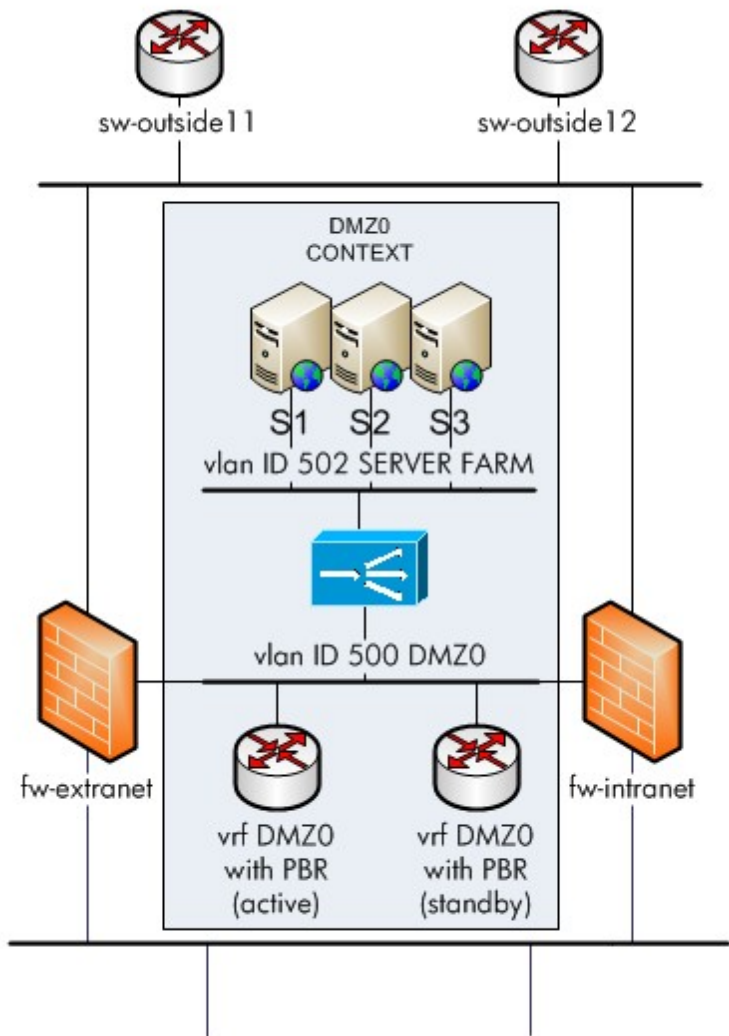 sw-outside11
sw-outside12
DMZ0
CONTEXT
S1 S2 S3
vlan ID 502 SERVER FARM
vlan ID 500 DMZ0
fw-extranet
fw-intranet
vrf DMZ0
with PBR
(active)
vrf DMZ0
with PBR
(standby)